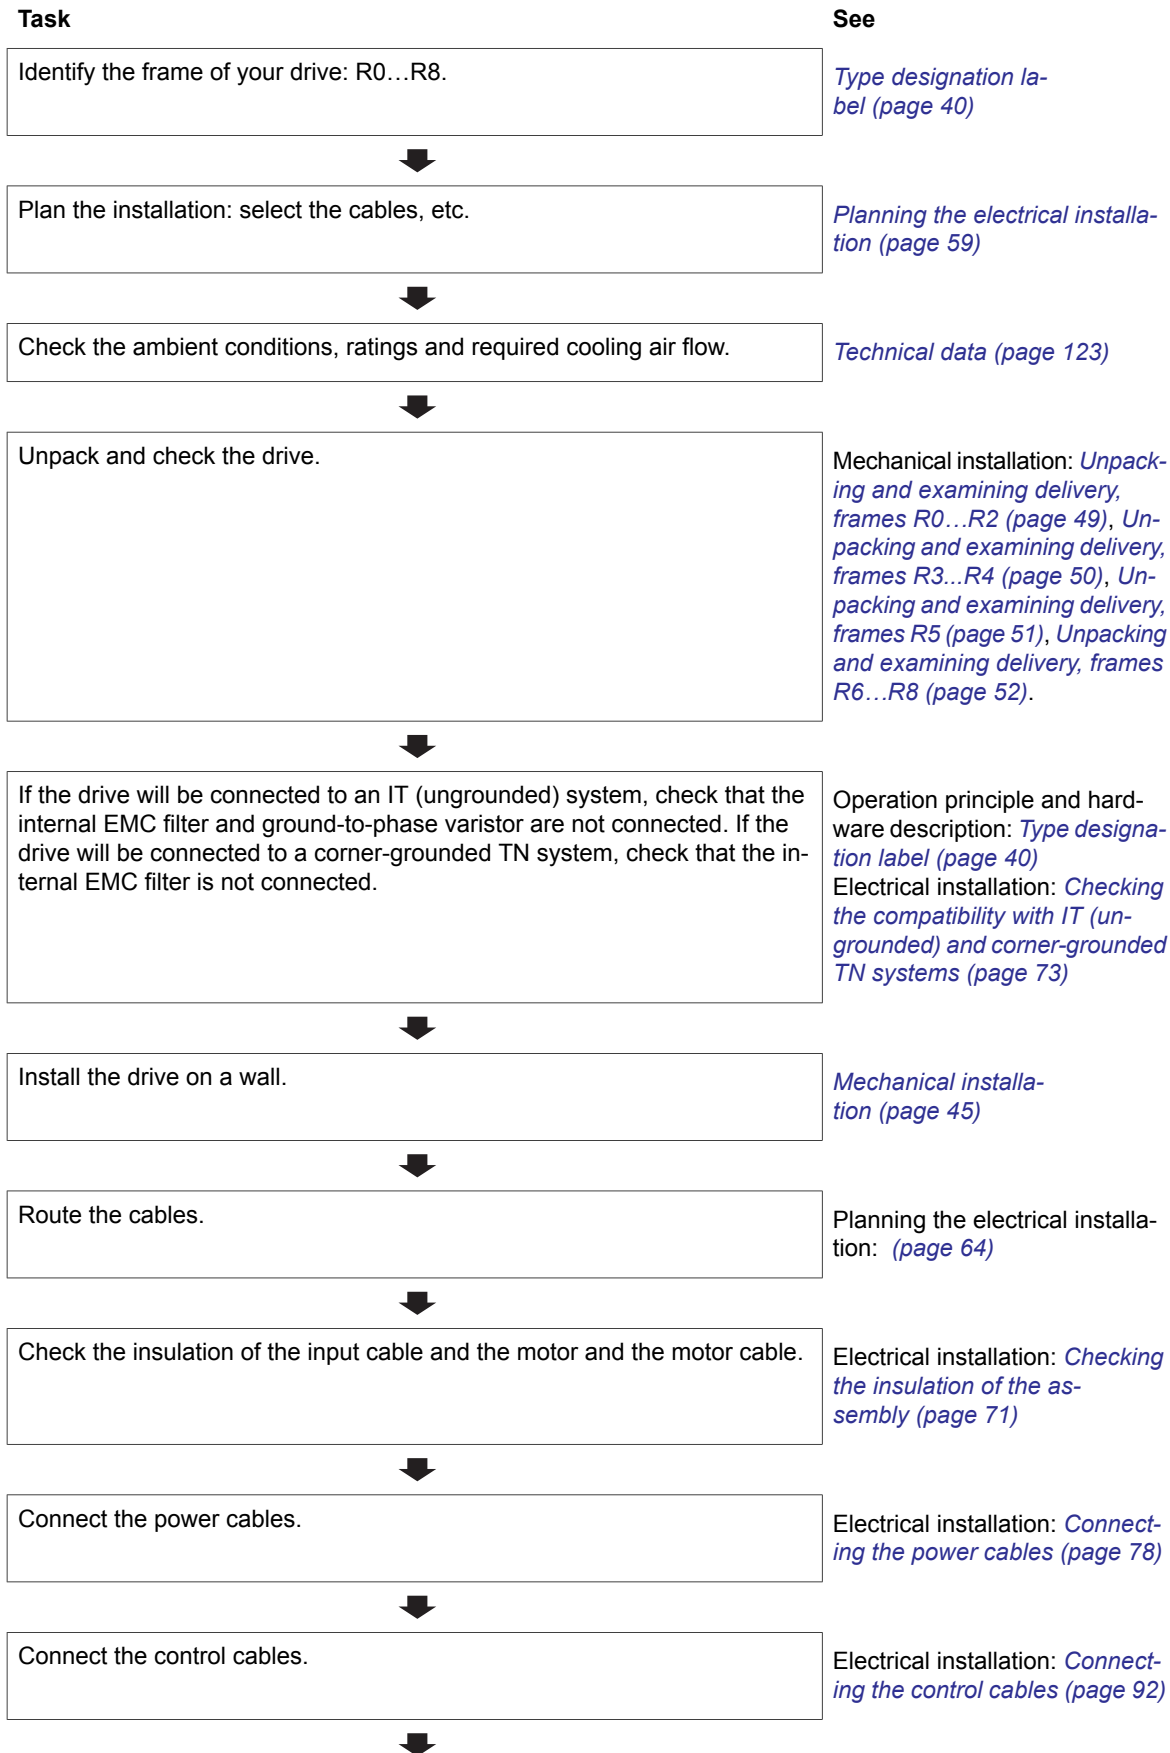 Task
See
Identify the frame of your drive: R0…R8.
Type designation la-
bel (page 40)
Plan the installation: select the cables, etc.
Planning the electrical installa-
tion (page 59)
Check the ambient conditions, ratings and required cooling air flow.
Technical data (page 123)
Unpack and check the drive.
Mechanical installation: Unpack-
ing and examining delivery,
frames R0…R2 (page 49), Un-
packing and examining delivery,
frames R3...R4 (page 50), Un-
packing and examining delivery,
frames R5 (page 51), Unpacking
and examining delivery, frames
R6…R8 (page 52).
If the drive will be connected to an IT (ungrounded) system, check that the
internal EMC filter and ground-to-phase varistor are not connected. If the
drive will be connected to a corner-grounded TN system, check that the in-
ternal EMC filter is not connected.
Operation principle and hard-
ware description: Type designa-
tion label (page 40)
Electrical installation: Checking
the compatibility with IT (un-
grounded) and corner-grounded
TN systems (page 73)
Install the drive on a wall.
Mechanical installa-
tion (page 45)
Route the cables.
Planning the electrical installa-
tion: (page 64)
Check the insulation of the input cable and the motor and the motor cable.
Electrical installation: Checking
the insulation of the as-
sembly (page 71)
Connect the power cables.
Electrical installation: Connect-
ing the power cables (page 78)
Connect the control cables.
Electrical installation: Connect-
ing the control cables (page 92)